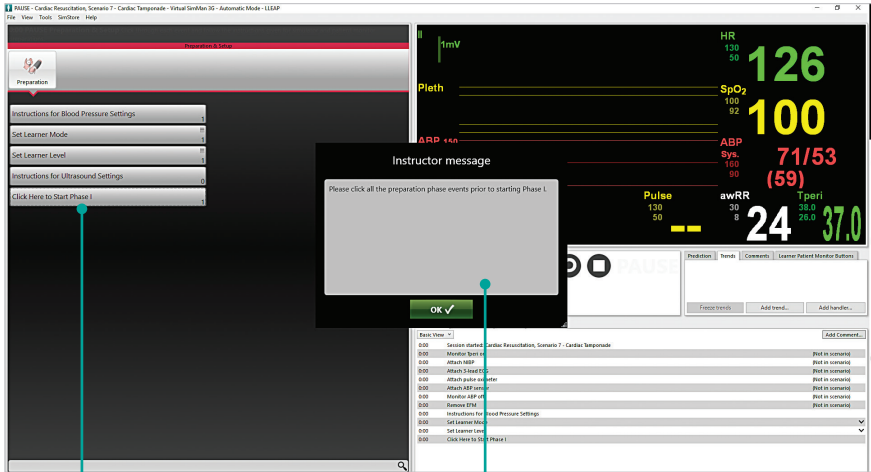 PAUSE - Cardiac Resuscitation, Scenario 7 - Cardiac Tamponade - Virtual SimMan 3G - Automatic Mode - LLEAP
File View Tools SimStore Help
Preparation & Setup
Preparation
Instructions for Blood Pressure Settings 1
Set Learner Mode 1
Set Learner Level 1
Instructions for Ultrasound Settings 0
Click Here to Start Phase I 1
II
1mV
Pleth
ABP 150
HR
130
50
126
SpO2
100
92
100
ABP
Sys.
160
90
71/53
(59)
Pulse
130
50
--
awRR
30
8
24
Tperi
38.0
26.0
37.0
Instructor message
Please click all the preparation phase events prior to starting Phase I.
OK
PAUSE
Prediction Trends Comments Learner Patient Monitor Buttons
Freeze trends Add trend... Add handler...
Basic View Add Comment...
0:00 Session started: Cardiac Resuscitation, Scenario 7 - Cardiac Tamponade
0:00 Monitor Tperi on (Not in scenario)
0:00 Attach NIBP (Not in scenario)
0:00 Attach 3-lead ECG (Not in scenario)
0:00 Attach pulse oximeter (Not in scenario)
0:00 Attach ABP sensor (Not in scenario)
0:00 Monitor ABP off (Not in scenario)
0:00 Remove EFM (Not in scenario)
0:00 Instructions for Blood Pressure Settings
0:00 Set Learner Mode
0:00 Set Learner Level
0:00 Click Here to Start Phase I